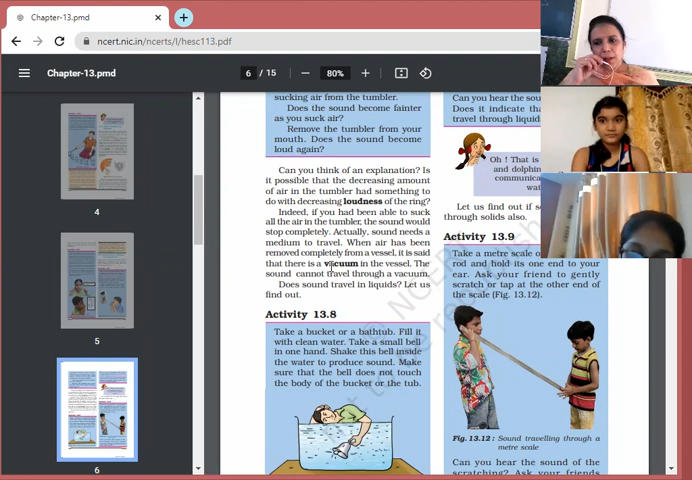 Chapter-13.pmd
ncert.nic.in/ncerts/l/hesc113.pdf
Chapter-13.pmd
6 / 15
80%
4
5
6
sucking air from the tumbler.
Does the sound become fainter
as you suck air?
Remove the tumbler from your
mouth. Does the sound become
loud again?
Can you think of an explanation? Is
it possible that the decreasing amount
of air in the tumbler had something to
do with decreasing loudness of the ring?
Indeed, if you had been able to suck
all the air in the tumbler, the sound would
stop completely. Actually, sound needs a
medium to travel. When air has been
removed completely from a vessel, it is said
that there is a vacuum in the vessel. The
sound cannot travel through a vacuum.
Does sound travel in liquids? Let us
find out.
Activity 13.8
Take a bucket or a bathtub. Fill it
with clean water. Take a small bell
in one hand. Shake this bell inside
the water to produce sound. Make
sure that the bell does not touch
the body of the bucket or the tub.
Can you hear the sou
Does it indicate tha
travel through liquid
Oh ! That is
and dolphin
communica
wat
Let us find out if s
through solids also.
Activity 13.9
Take a metre scale o
rod and hold its one end to your
ear. Ask your friend to gently
scratch or tap at the other end of
the scale (Fig. 13.12).
Fig. 13.12 : Sound travelling through a
metre scale
Can you hear the sound of the
scratching? Ask your friends